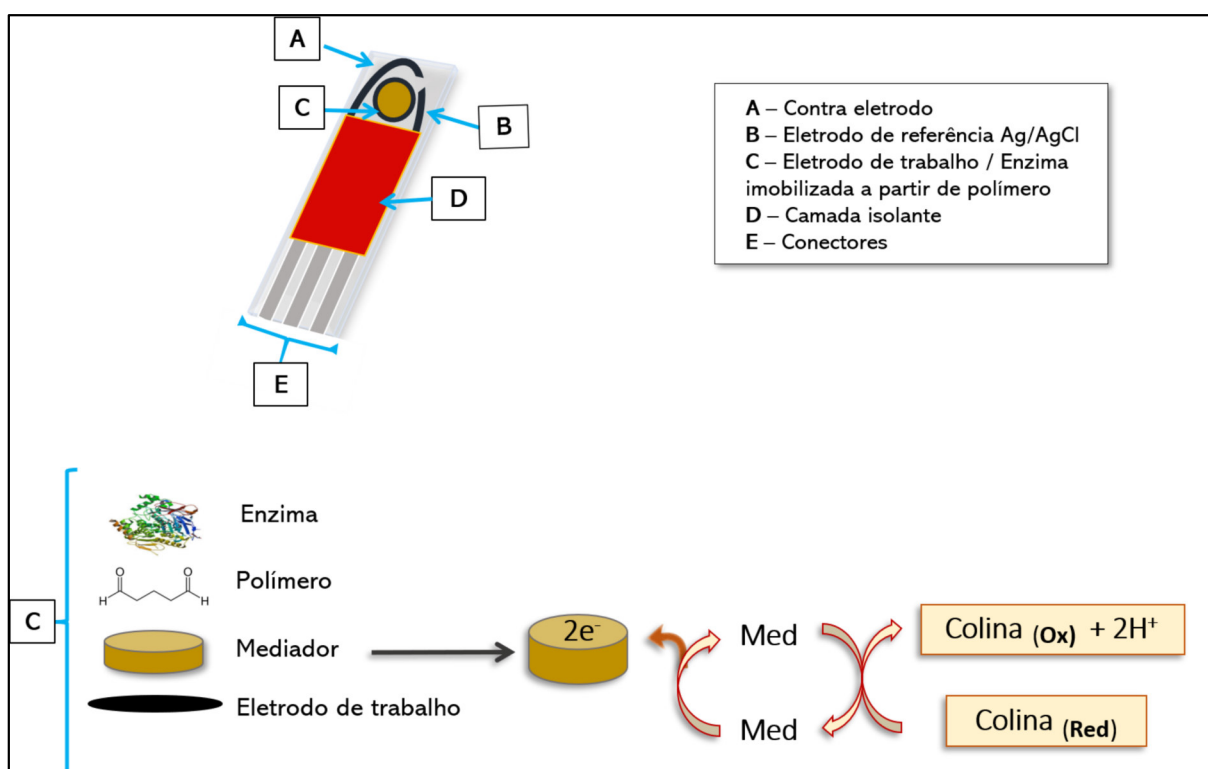 A
C
B
D
E
A – Contra eletrodo
B – Eletrodo de referência Ag/AgCl
C – Eletrodo de trabalho / Enzima
imobilizada a partir de polímero
D – Camada isolante
E – Conectores
C
Enzima
O O
H H
Polímero
Mediador
Eletrodo de trabalho
2e⁻
Med
Med
Colina (Ox) + 2H⁺
Colina (Red)